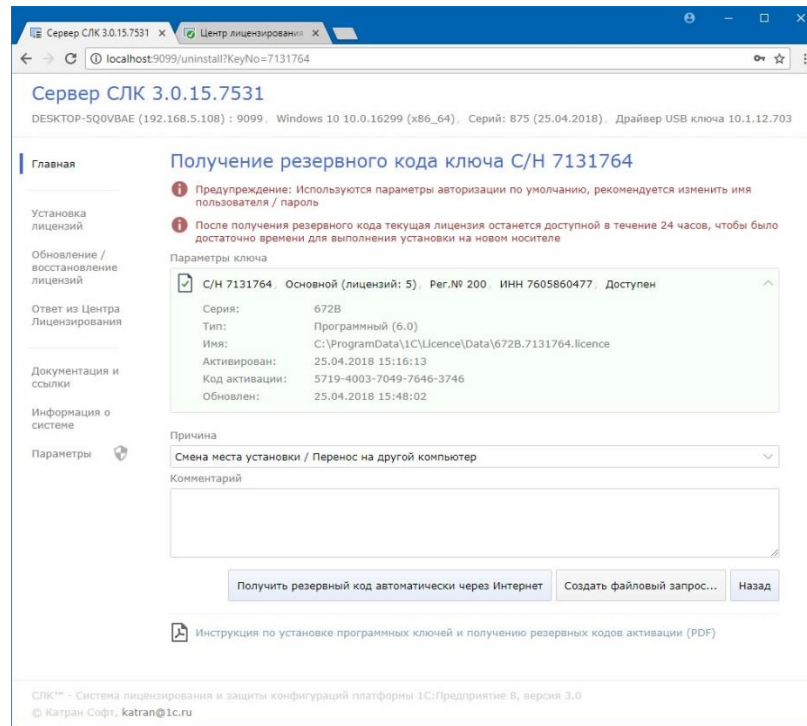 Сервер СЛК 3.0.15.7531
Центр лицензирования
localhost:9099/uninstall?KeyNo=7131764
Сервер СЛК 3.0.15.7531
DESKTOP-5Q0VBAE (192.168.5.108) : 9099, Windows 10 10.0.16299 (x86_64), Серий: 875 (25.04.2018), Драйвер USB ключа 10.1.12.703
Главная
Установка
лицензий
Обновление /
восстановление
лицензий
Ответ из Центра
Лицензирования
Документация и
ссылки
Информация о
системе
Параметры
Получение резервного кода ключа С/Н 7131764
Предупреждение: Используются параметры авторизации по умолчанию, рекомендуется изменить имя
пользователя / пароль
После получения резервного кода текущая лицензия останется доступной в течение 24 часов, чтобы было
достаточно времени для выполнения установки на новом носителе
Параметры ключа
С/Н 7131764, Основной (лицензий: 5), Рег.№ 200, ИНН 7605860477, Доступен
Серия: 672B
Тип: Программный (6.0)
Имя: C:\ProgramData\1C\Licence\Data\672B.7131764.licence
Активирован: 25.04.2018 15:16:13
Код активации: 5719-4003-7049-7646-3746
Обновлен: 25.04.2018 15:48:02
Причина
Смена места установки / Перенос на другой компьютер
Комментарий
Получить резервный код автоматически через Интернет
Создать файловый запрос...
Назад
Инструкция по установке программных ключей и получению резервных кодов активации (PDF)
СЛК™ - Система лицензирования и защиты конфигураций платформы 1С:Предприятие 8, версия 3.0
© Катран Софт, katran@1c.ru